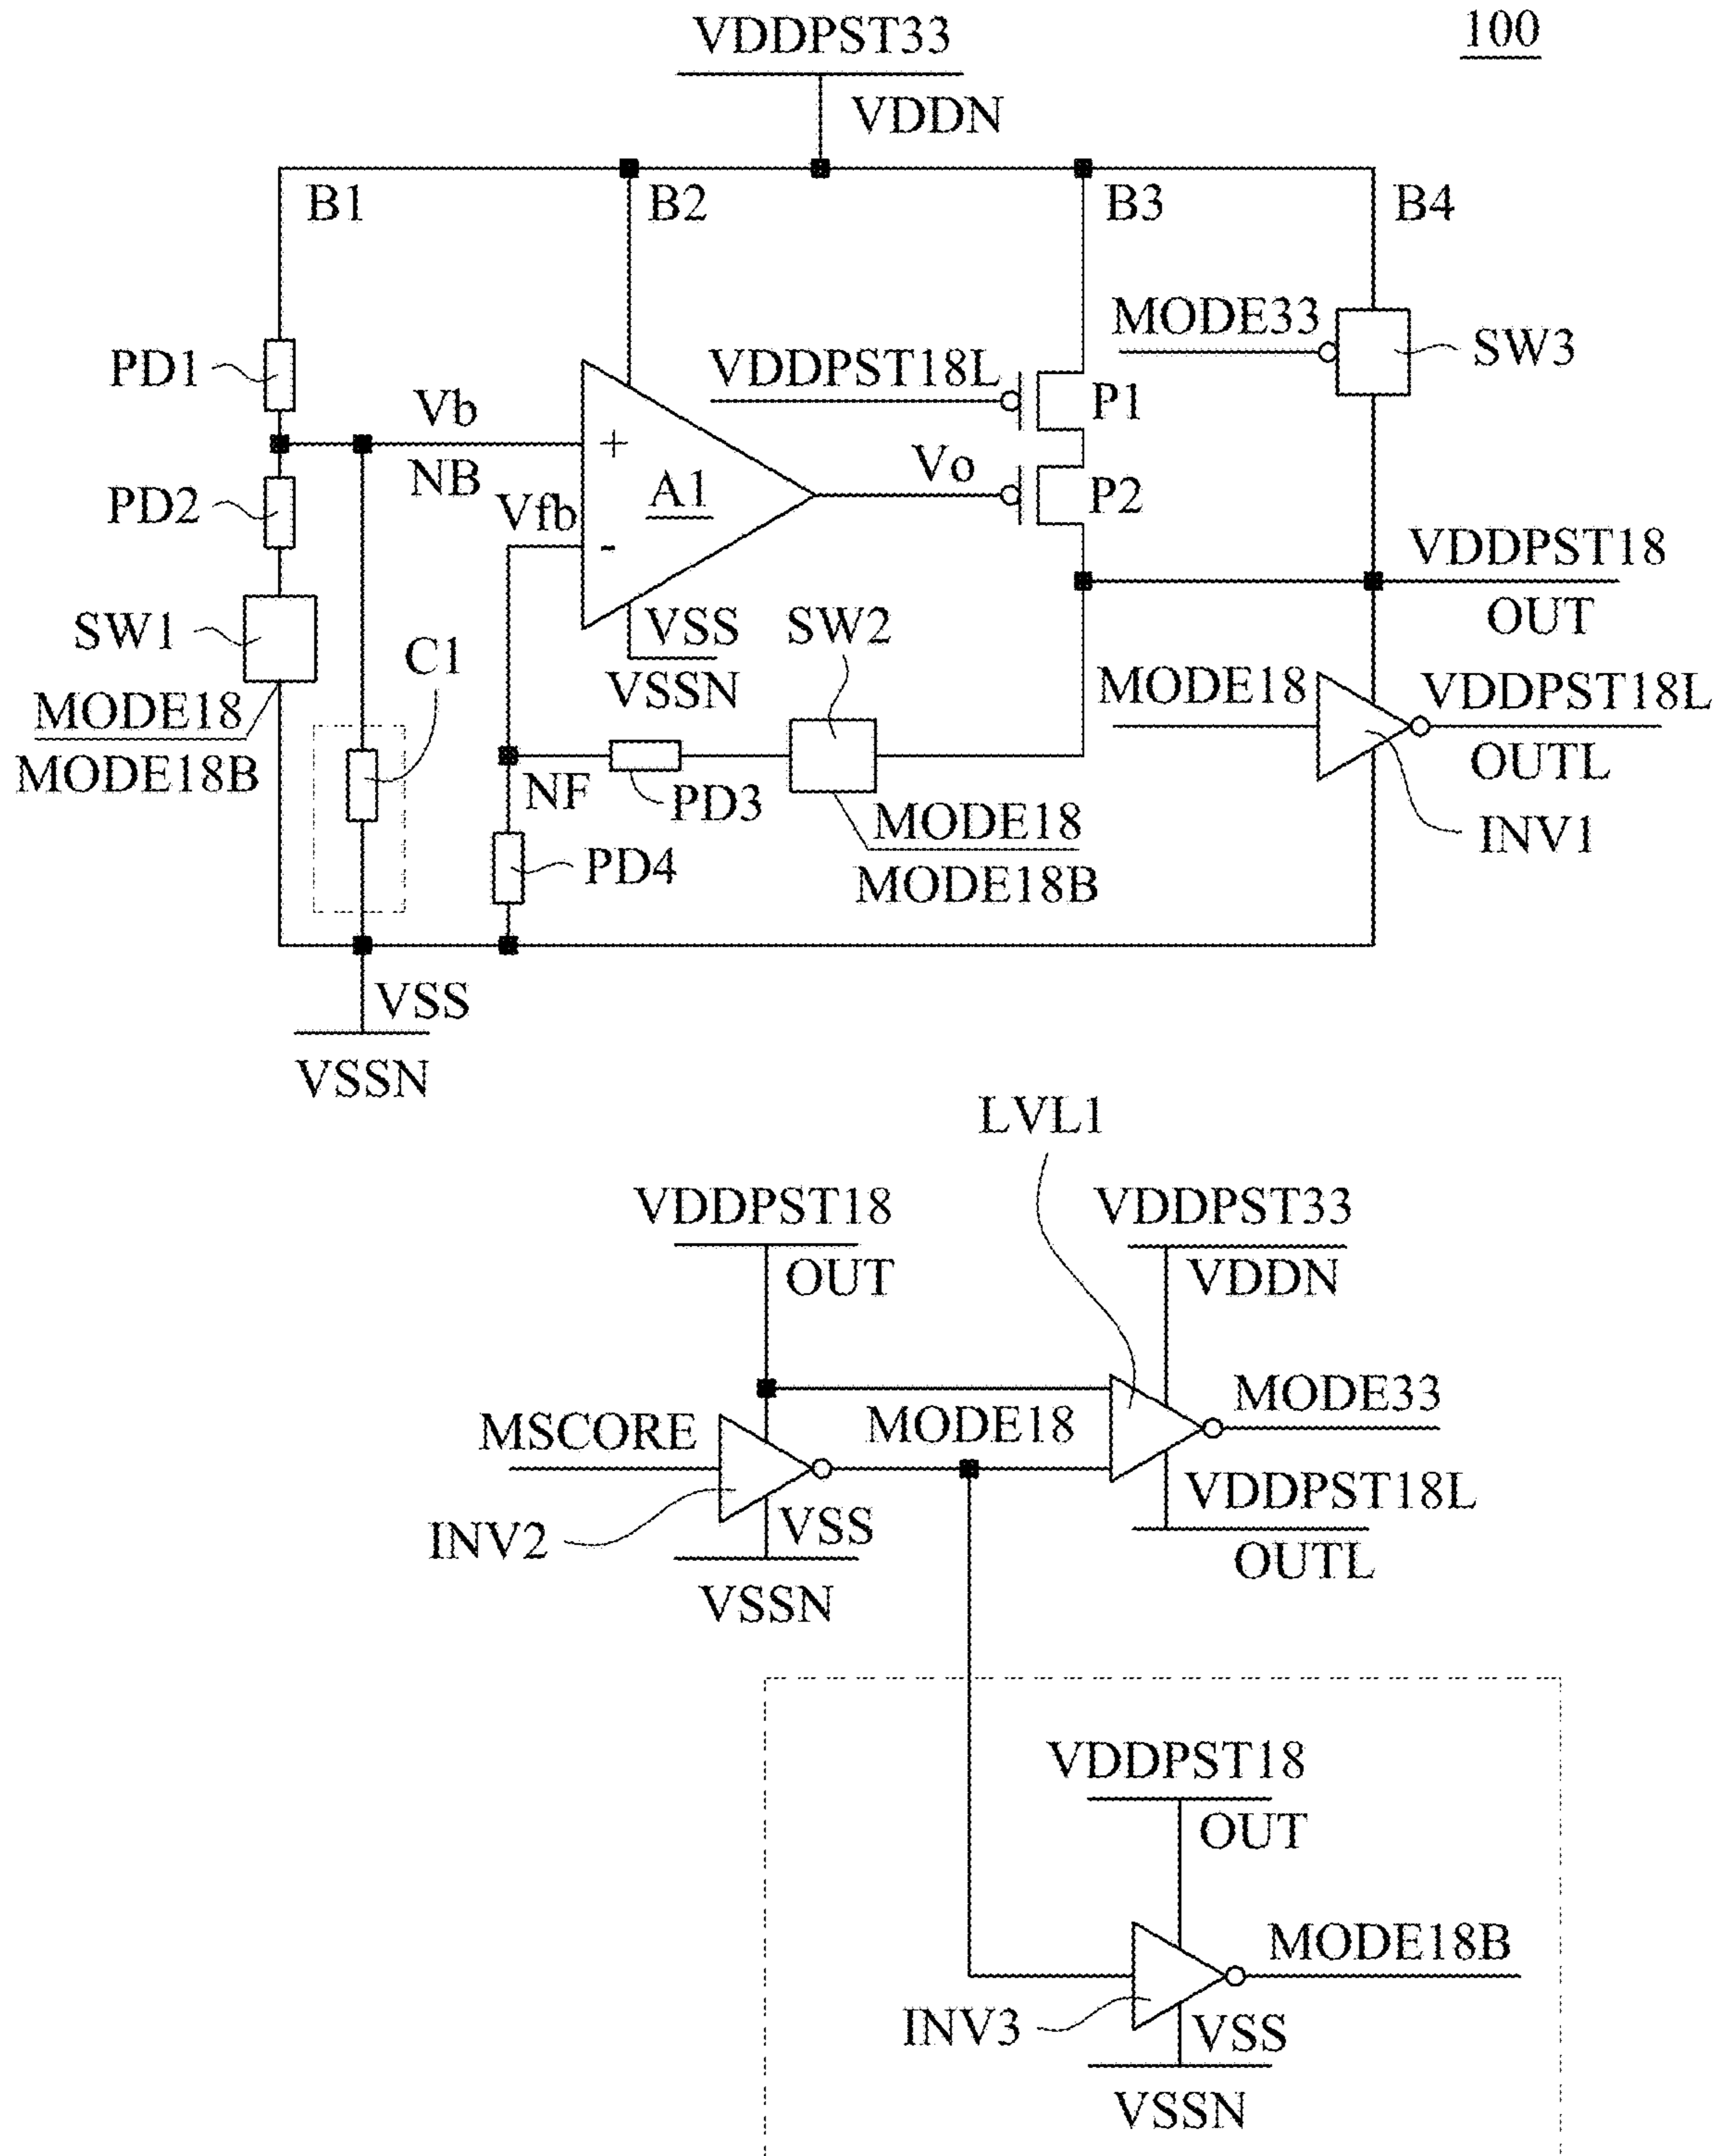 100
VDDPST33
VDDN
B1
B2
B3
B4
MODE33
SW3
PD1
VDDPST18L
P1
Vb
+
NB
A1
Vo
P2
PD2
Vfb
-
VDDPST18
OUT
SW1
C1
VSS
VSSN
SW2
MODE18
VDDPST18L
OUTL
MODE18
MODE18B
NF
PD3
MODE18
MODE18B
INV1
PD4
VSS
VSSN
LVL1
VDDPST18
OUT
VDDPST33
VDDN
MSCORE
MODE18
MODE33
INV2
VSS
VSSN
VDDPST18L
OUTL
VDDPST18
OUT
MODE18B
INV3
VSS
VSSN